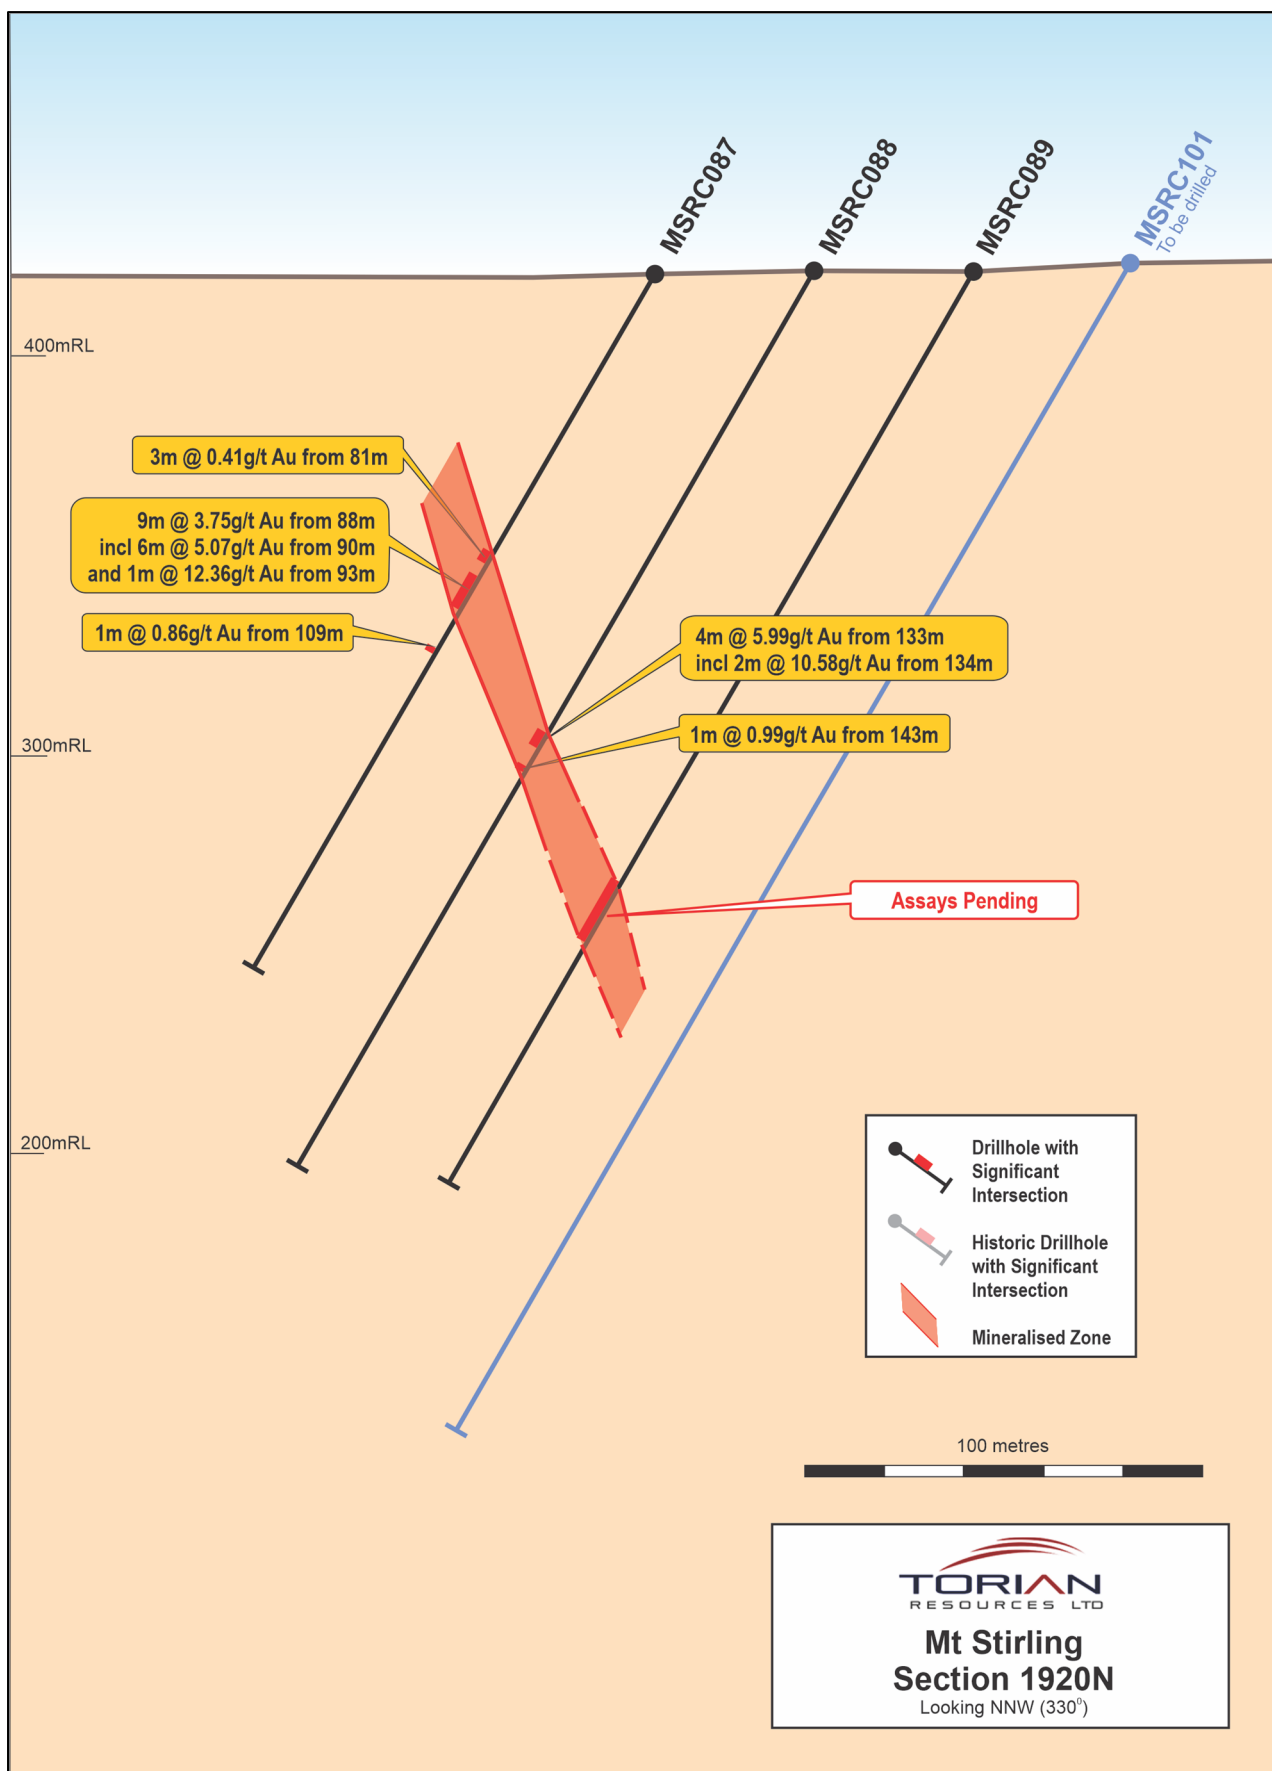 MSRC087
MSRC088
MSRC089
MSRC101
To be drilled
400mRL
3m @ 0.41g/t Au from 81m
9m @ 3.75g/t Au from 88m
incl 6m @ 5.07g/t Au from 90m
and 1m @ 12.36g/t Au from 93m
1m @ 0.86g/t Au from 109m
4m @ 5.99g/t Au from 133m
incl 2m @ 10.58g/t Au from 134m
1m @ 0.99g/t Au from 143m
300mRL
Assays Pending
200mRL
Drillhole with
Significant
Intersection
Historic Drillhole
with Significant
Intersection
Mineralised Zone
100 metres
TORIAN
RESOURCES LTD
Mt Stirling
Section 1920N
Looking NNW (330⁰)